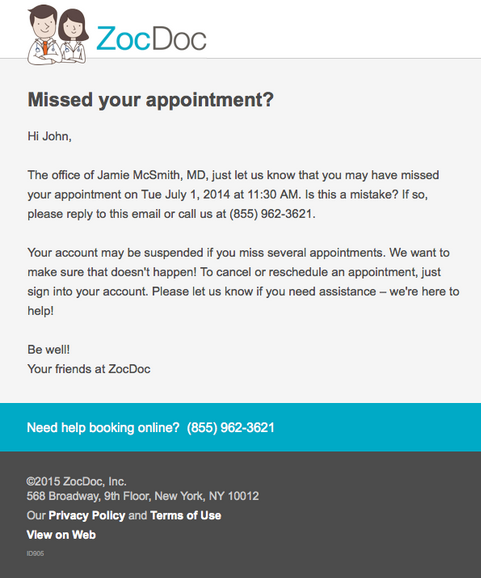 ZocDoc
Missed your appointment?
Hi John,
The office of Jamie McSmith, MD, just let us know that you may have missed
your appointment on Tue July 1, 2014 at 11:30 AM. Is this a mistake? If so,
please reply to this email or call us at (855) 962-3621.
Your account may be suspended if you miss several appointments. We want to
make sure that doesn't happen! To cancel or reschedule an appointment, just
sign into your account. Please let us know if you need assistance – we're here to
help!
Be well!
Your friends at ZocDoc
Need help booking online? (855) 962-3621
©2015 ZocDoc, Inc.
568 Broadway, 9th Floor, New York, NY 10012
Our Privacy Policy and Terms of Use
View on Web
ID905